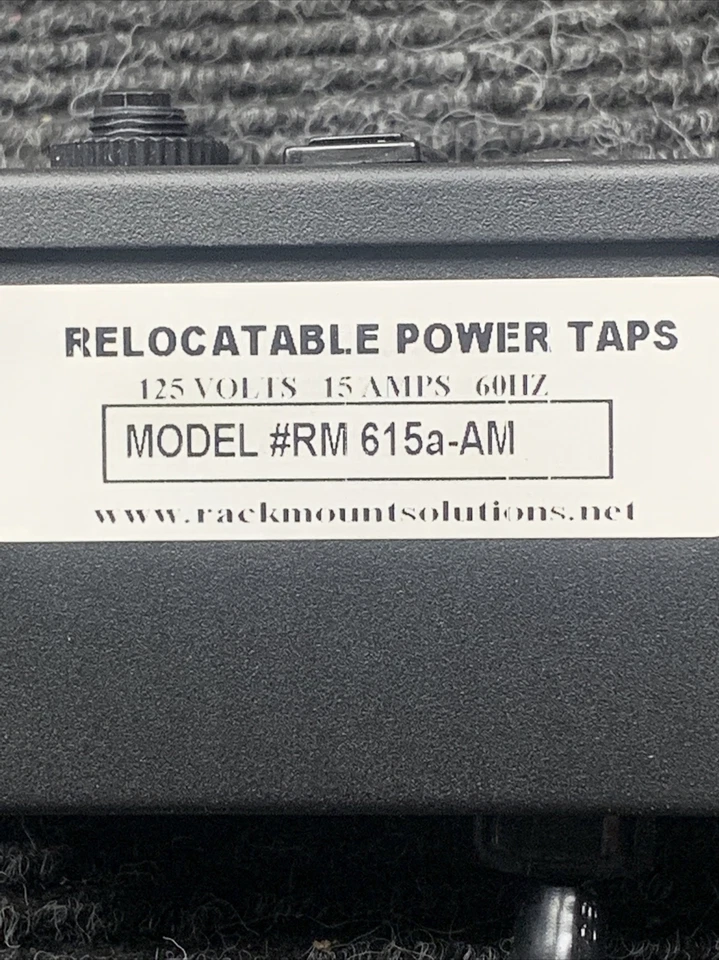 RELOCATABLE POWER TAPS
125 VOLTS 15 AMPS 60HZ
MODEL #RM 615a-AM
www.rackmountsolutions.net